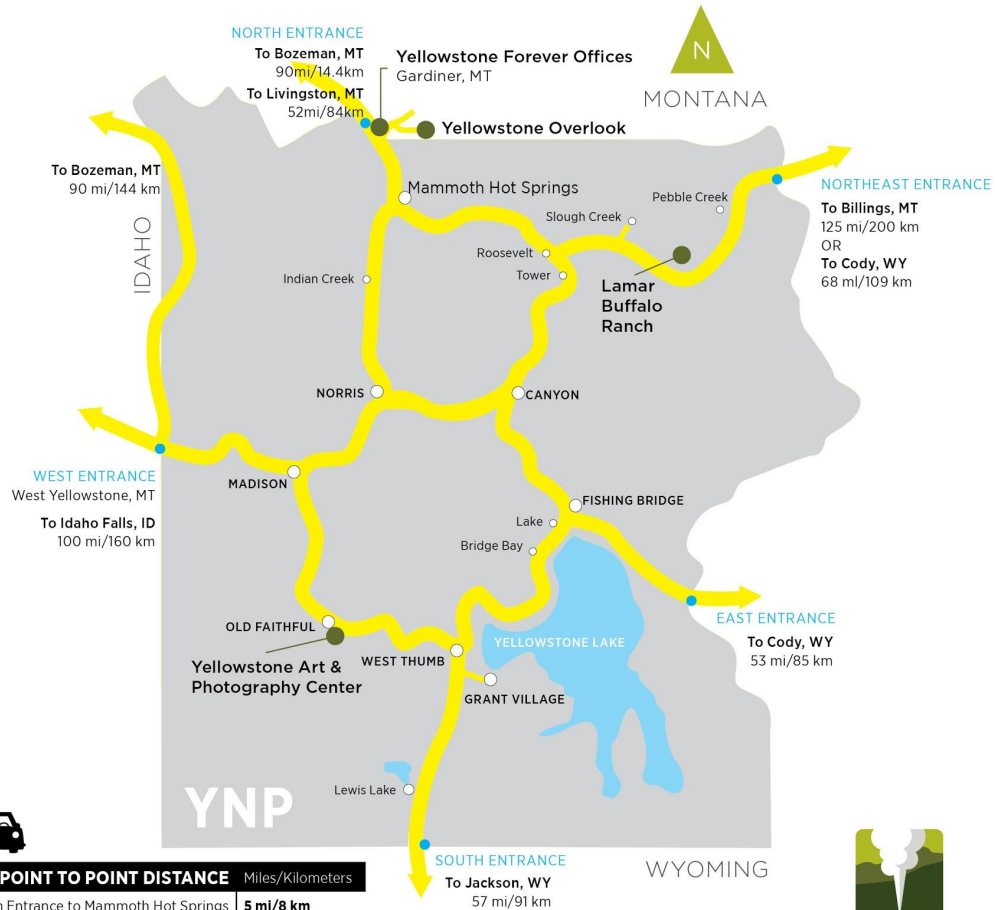 NORTH ENTRANCE
To Bozeman, MT
90mi/14.4km
To Livingston, MT
52mi/84km
Yellowstone Forever Offices
Gardiner, MT
Yellowstone Overlook
N
MONTANA
To Bozeman, MT
90 mi/144 km
IDAHO
Mammoth Hot Springs
Pebble Creek
Slough Creek
NORTHEAST ENTRANCE
To Billings, MT
125 mi/200 km
OR
To Cody, WY
68 ml/109 km
Roosevelt
Tower
Indian Creek
Lamar
Buffalo
Ranch
NORRIS
CANYON
WEST ENTRANCE
West Yellowstone, MT
To Idaho Falls, ID
100 mi/160 km
MADISON
FISHING BRIDGE
Lake
Bridge Bay
EAST ENTRANCE
To Cody, WY
53 mi/85 km
OLD FAITHFUL
Yellowstone Art &
Photography Center
WEST THUMB
YELLOWSTONE LAKE
GRANT VILLAGE
Lewis Lake
YNP
SOUTH ENTRANCE
To Jackson, WY
57 mi/91 km
WYOMING
POINT TO POINT DISTANCE Miles/Kilometers
Entrance to Mammoth Hot Springs 5 mi/8 km